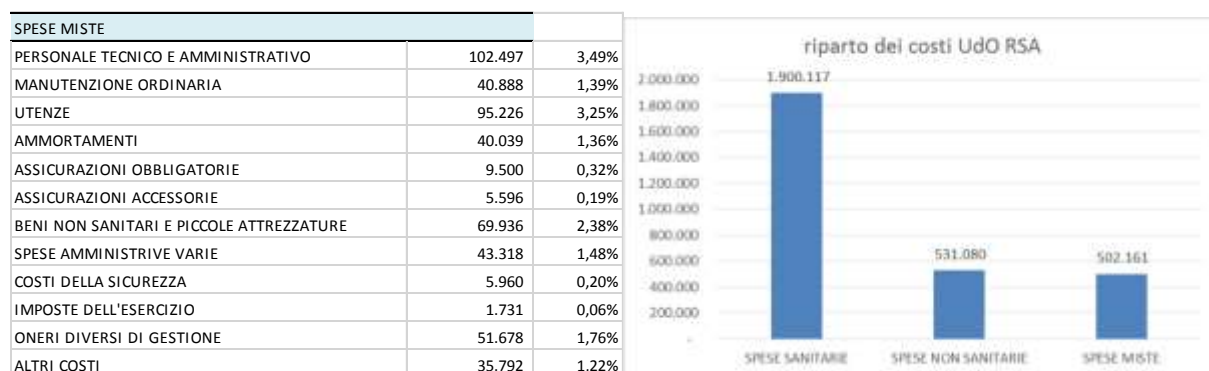 SPESE MISTE
PERSONALE TECNICO E AMMINISTRATIVO 102.497 3,49%
MANUTENZIONE ORDINARIA 40.888 1,39%
UTENZE 95.226 3,25%
AMMORTAMENTI 40.039 1,36%
ASSICURAZIONI OBBLIGATORIE 9.500 0,32%
ASSICURAZIONI ACCESSORIE 5.596 0,19%
BENI NON SANITARI E PICCOLE ATTREZZATURE 69.936 2,38%
SPESE AMMINISTRIVE VARIE 43.318 1,48%
COSTI DELLA SICUREZZA 5.960 0,20%
IMPOSTE DELL'ESERCIZIO 1.731 0,06%
ONERI DIVERSI DI GESTIONE 51.678 1,76%
ALTRI COSTI 35.792 1,22%
riparto dei costi UdO RSA
2.000.000
1.800.000
1.600.000
1.400.000
1.200.000
1.000.000
800.000
600.000
400.000
200.000
-
1.900.117
531.080
502.161
SPESE SANITARIE SPESE NON SANITARIE SPESE MISTE